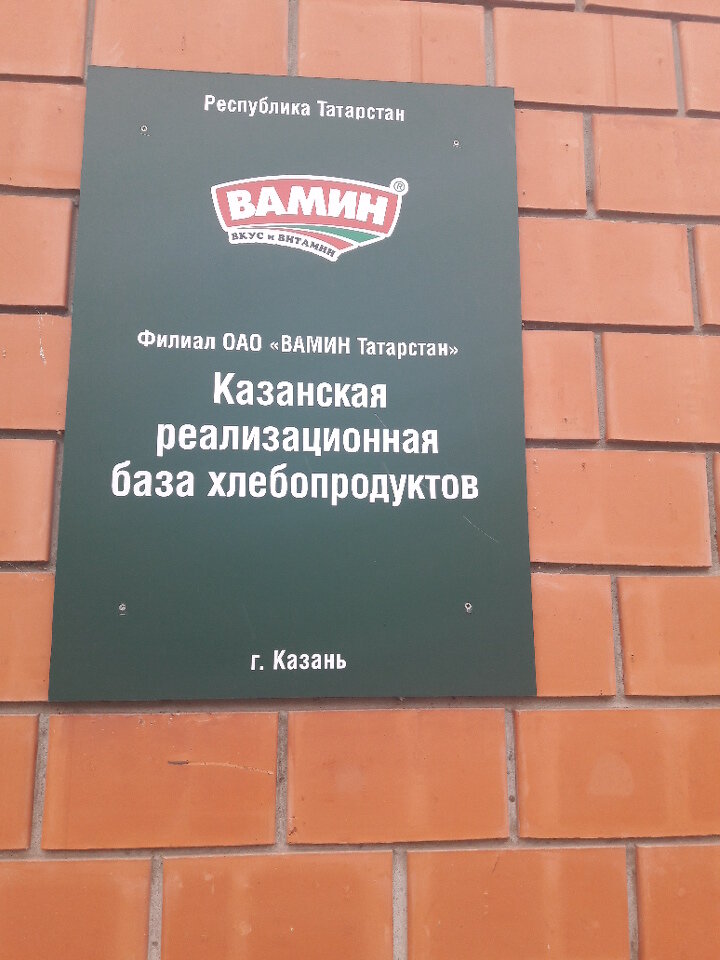 Республика Татарстан
ВАМИН®
ВКУС и ВИТАМИН
Филиал ОАО «ВАМИН Татарстан»
Казанская
реализационная
база хлебопродуктов
г. Казань